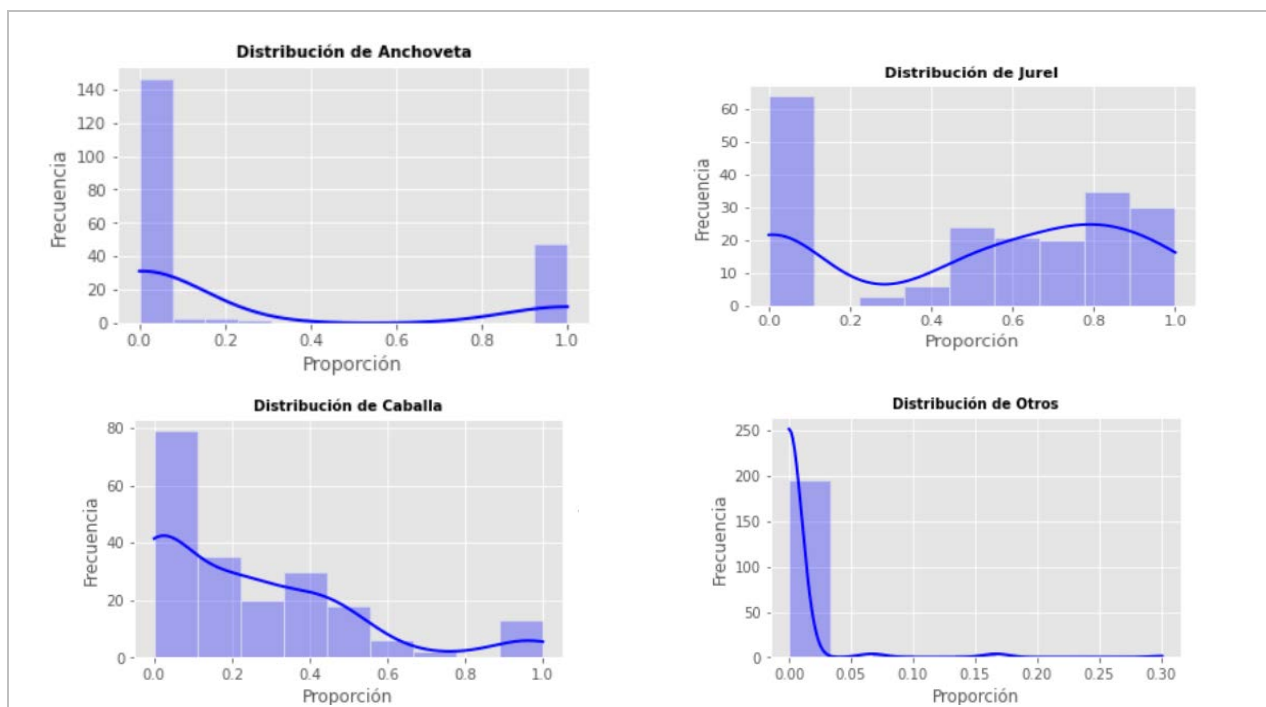 Distribución de Anchoveta
140
120
100
80
60
40
20
0
Frecuencia
0.0 0.2 0.4 0.6 0.8 1.0
Proporción
Distribución de Jurel
60
50
40
30
20
10
0
Frecuencia
0.0 0.2 0.4 0.6 0.8 1.0
Proporción
Distribución de Caballa
80
60
40
20
0
Frecuencia
0.0 0.2 0.4 0.6 0.8 1.0
Proporción
Distribución de Otros
250
200
150
100
50
0
Frecuencia
0.00 0.05 0.10 0.15 0.20 0.25 0.30
Proporción